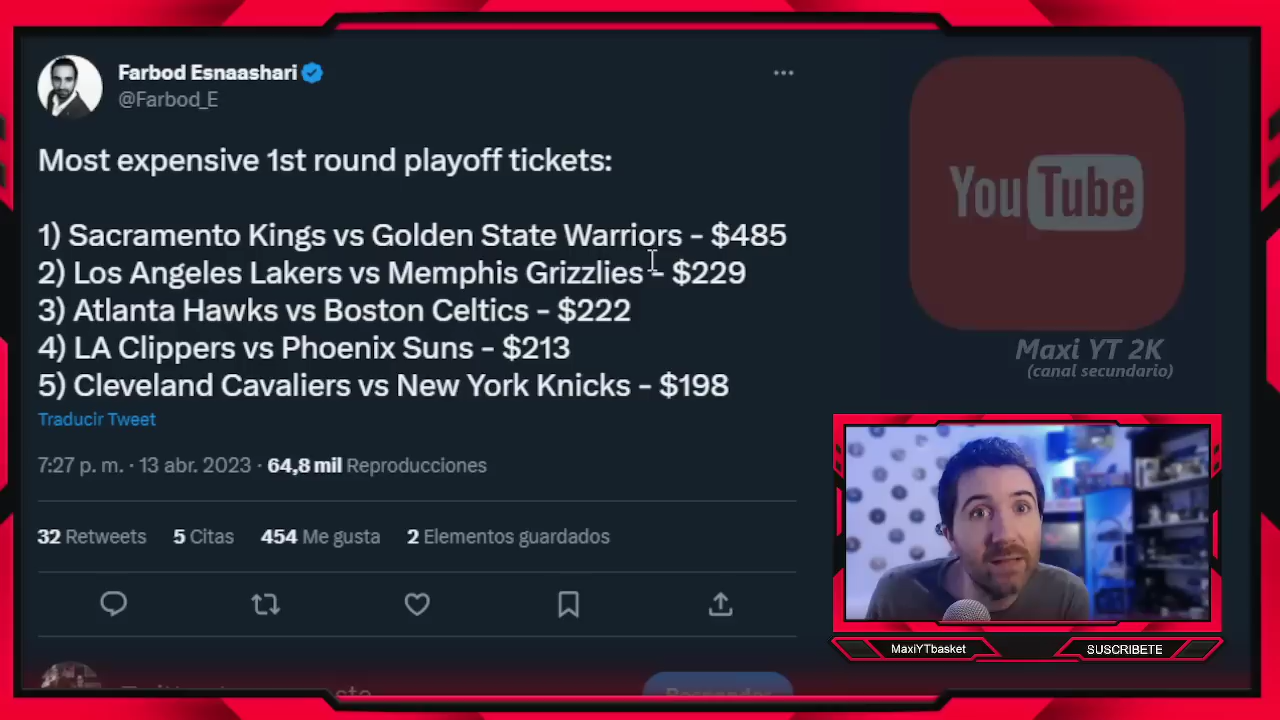 Farbod Esnaashari
@Farbod_E
Most expensive 1st round playoff tickets:
1) Sacramento Kings vs Golden State Warriors - $485
2) Los Angeles Lakers vs Memphis Grizzlies - $229
3) Atlanta Hawks vs Boston Celtics - $222
4) LA Clippers vs Phoenix Suns - $213
5) Cleveland Cavaliers vs New York Knicks - $198
Traducir Tweet
7:27 p. m. · 13 abr. 2023 · 64,8 mil Reproducciones
32 Retweets 5 Citas 454 Me gusta 2 Elementos guardados
YouTube
Maxi YT 2K
(canal secundario)
MaxiYTbasket
SUSCRIBETE